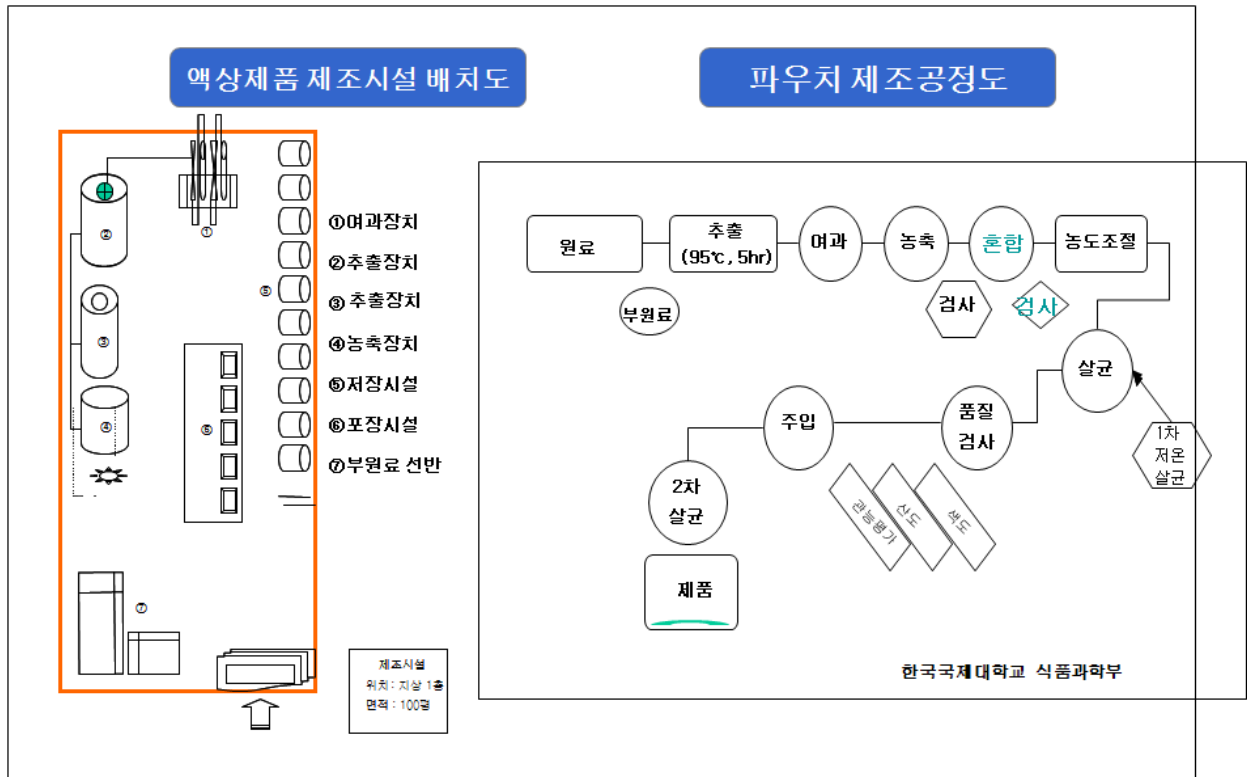 액상제품 제조시설 배치도
①
②
③
④
⑤
⑥
⑦
①여과장치
②추출장치
③추출장치
④농축장치
⑤저장시설
⑥포장시설
⑦부원료 선반
제조시설
위치: 지상 1층
면적 : 100평
파우치 제조공정도
원료
추출
(95℃, 5hr)
여과
농축
혼합
농도조절
부원료
검사
검사
살균
1차
저온
살균
품질
검사
주입
2차
살균
관능평가
산도
색도
제품
한국국제대학교 식품과학부